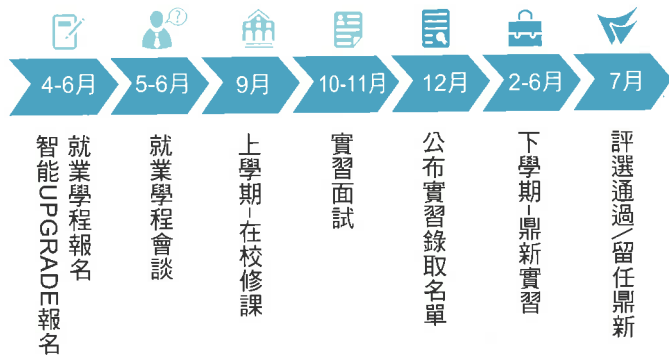 4-6月
5-6月
9月
10-11月
12月
2-6月
7月
就業學程報名
智能UPGRADE報名
就業學程會談
上學期-在校修課
實習面試
公布實習錄取名單
下學期-鼎新實習
評選通過/留任鼎新